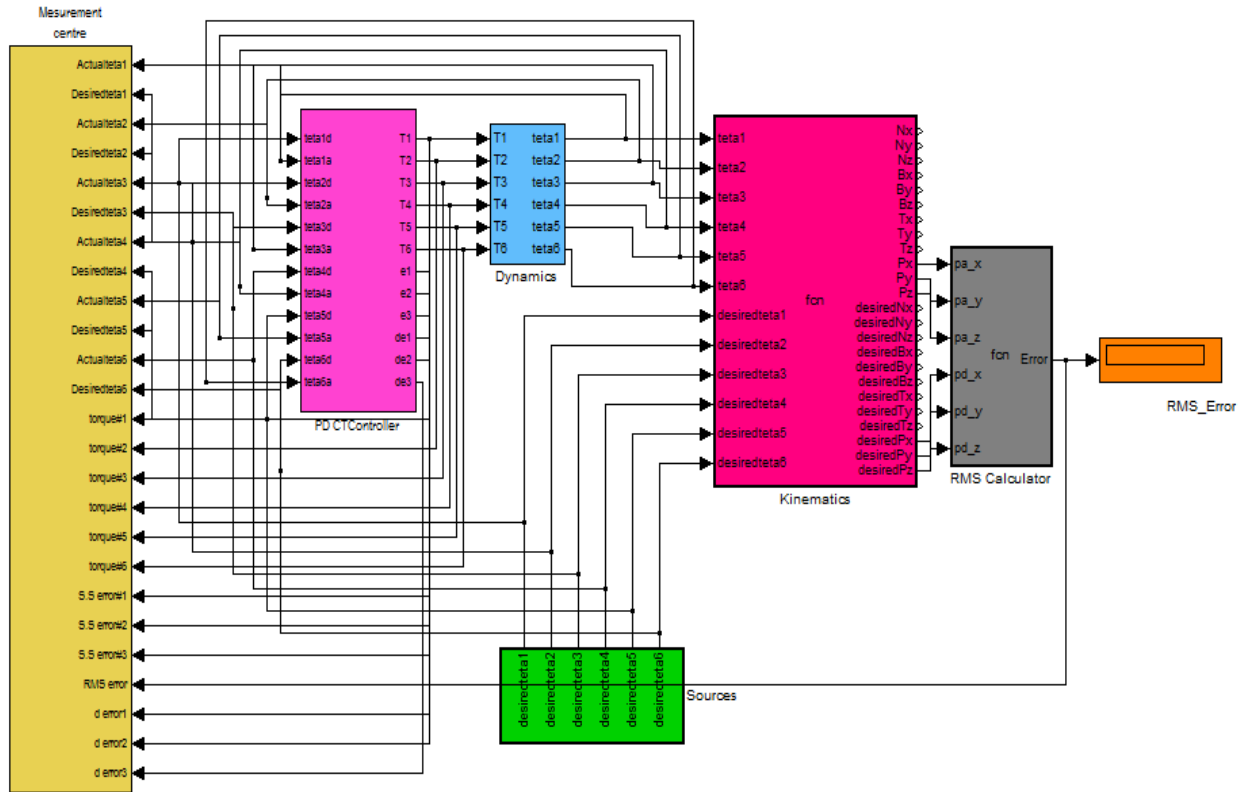 Mesurement
centre
Actualteta1
Desiredteta1
Actualteta2
Desiredteta2
Actualteta3
Desiredteta3
Actualteta4
Desiredteta4
Actualteta5
Desiredteta5
Actualteta6
Desiredteta6
torque#1
torque#2
torque#3
torque#4
torque#5
torque#6
S.S error#1
S.S error#2
S.S error#3
RMS error
d error1
d error2
d error3
teta1d
teta1a
teta2d
teta2a
teta3d
teta3a
teta4d
teta4a
teta5d
teta5a
teta6d
teta6a
T1
T2
T3
T4
T5
T6
e1
e2
e3
de1
de2
de3
PD CTController
T1
T2
T3
T4
T5
T6
teta1
teta2
teta3
teta4
teta5
teta6
Dynamics
teta1
teta2
teta3
teta4
teta5
teta6
desiredteta1
desiredteta2
desiredteta3
desiredteta4
desiredteta5
desiredteta6
fcn
Nx
Ny
Nz
Bx
By
Bz
Tx
Ty
Tz
Px
Py
Pz
desiredNx
desiredNy
desiredNz
desiredBx
desiredBy
desiredBz
desiredTx
desiredTy
desiredTz
desiredPx
desiredPy
desiredPz
Kinematics
pa_x
pa_y
pa_z
pd_x
pd_y
pd_z
fcn
Error
RMS Calculator
RMS_Error
desiredteta1
desiredteta2
desiredteta3
desiredteta4
desiredteta5
desiredteta6
Sources